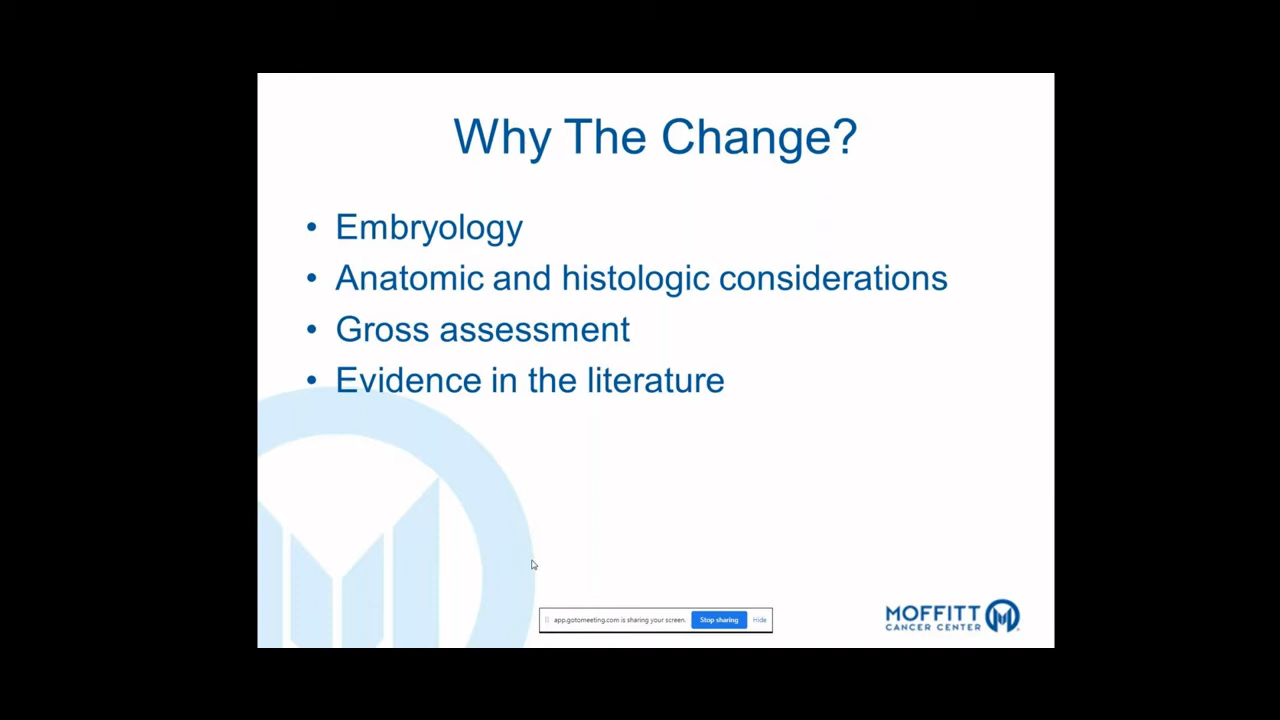 Why The Change?
• Embryology
• Anatomic and histologic considerations
• Gross assessment
• Evidence in the literature
app.gotomeeting.com is sharing your screen. Stop sharing Hide
MOFFITT
CANCER CENTER